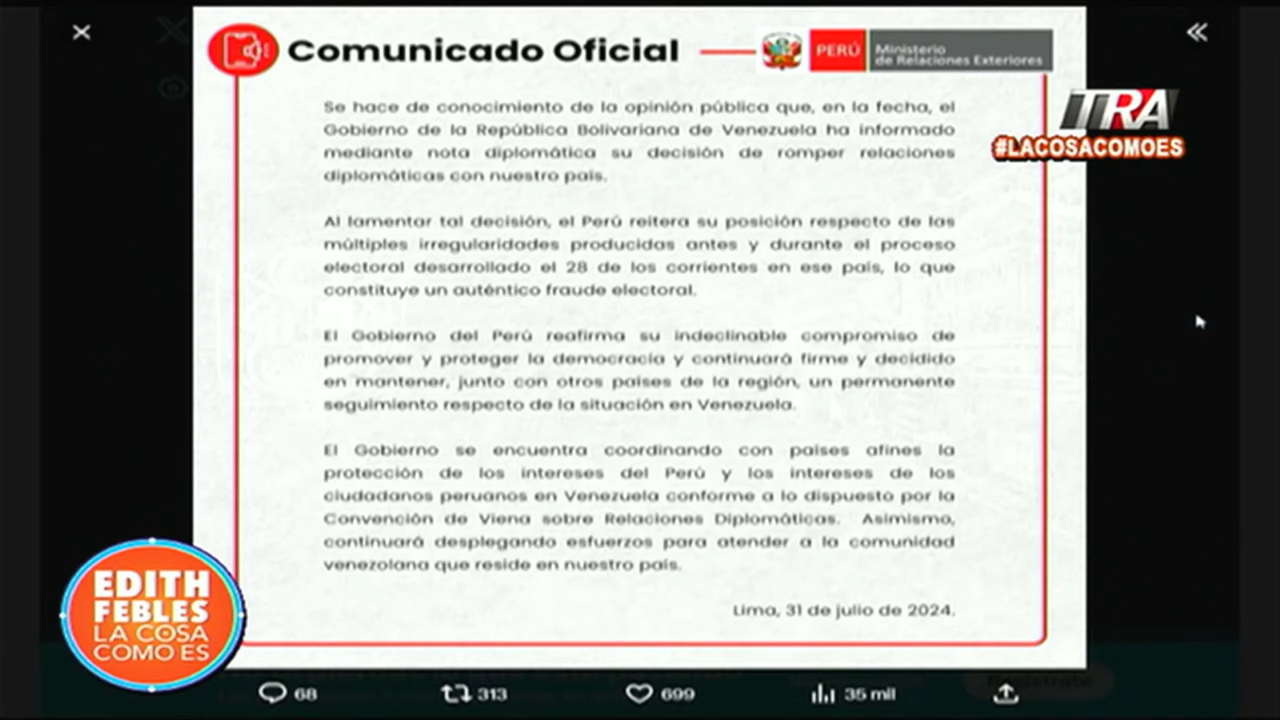 Comunicado Oficial
PERÚ
Ministerio
de Relaciones Exteriores
TRA
#LACOSACOMOES
Se hace de conocimiento de la opinión pública que, en la fecha, el
Gobierno de la República Bolivariana de Venezuela ha informado
mediante nota diplomática su decisión de romper relaciones
diplomáticas con nuestro país.
Al lamentar tal decisión, el Perú reitera su posición respecto de las
múltiples irregularidades producidas antes y durante el proceso
electoral desarrollado el 28 de los corrientes en ese país, lo que
constituye un auténtico fraude electoral.
El Gobierno del Perú reafirma su indeclinable compromiso de
promover y proteger la democracia y continuará firme y decidido
en mantener, junto con otros países de la región, un permanente
seguimiento respecto de la situación en Venezuela.
El Gobierno se encuentra coordinando con países afines la
protección de los intereses del Perú y los intereses de los
ciudadanos peruanos en Venezuela conforme a lo dispuesto por la
Convención de Viena sobre Relaciones Diplomáticas. Asimismo,
continuará desplegando esfuerzos para atender a la comunidad
venezolana que reside en nuestro país.
Lima, 31 de julio de 2024.
EDITH
FEBLES
LA COSA
COMO ES
68
313
699
35 mil